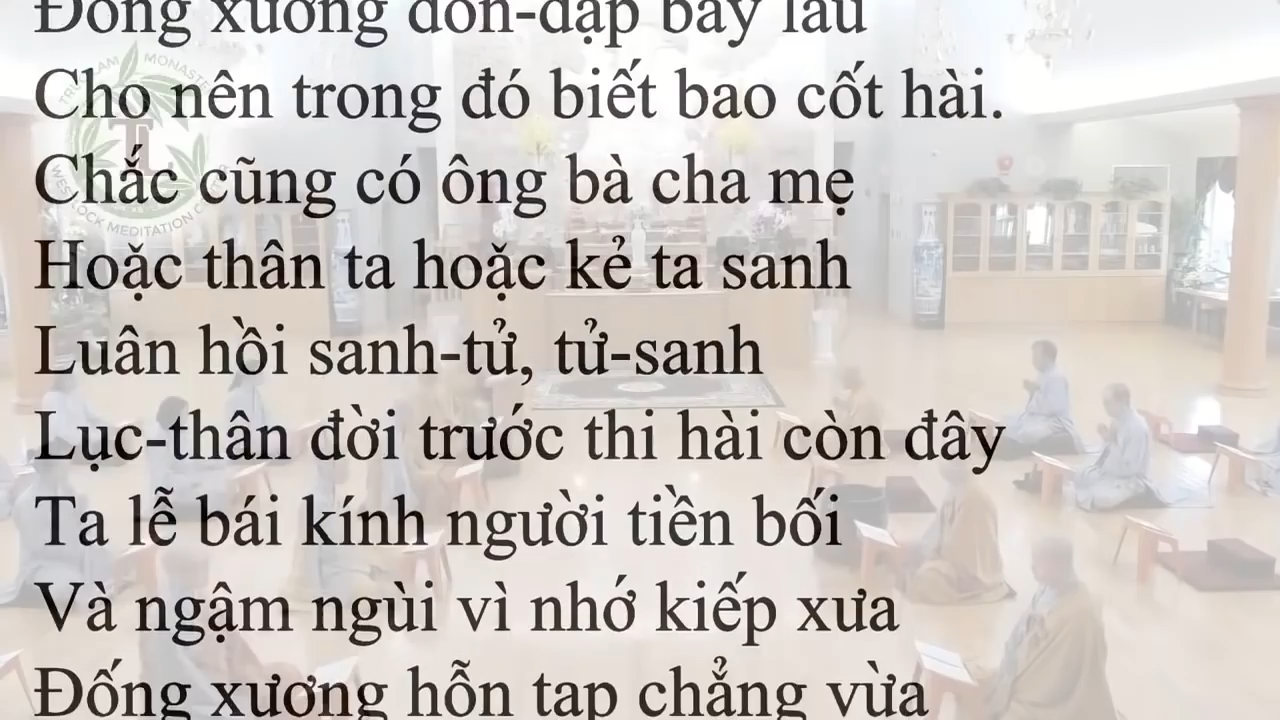 Đống xương dồn-dập bấy lâu
Cho nên trong đó biết bao cốt hài.
Chắc cũng có ông bà cha mẹ
Hoặc thân ta hoặc kẻ ta sanh
Luân hồi sanh-tử, tử-sanh
Lục-thân đời trước thi hài còn đây
Ta lễ bái kính người tiền bối
Và ngậm ngùi vì nhớ kiếp xưa
Đống xương hỗn tạp chẳng vừa
MONASTERY
MEDITATION